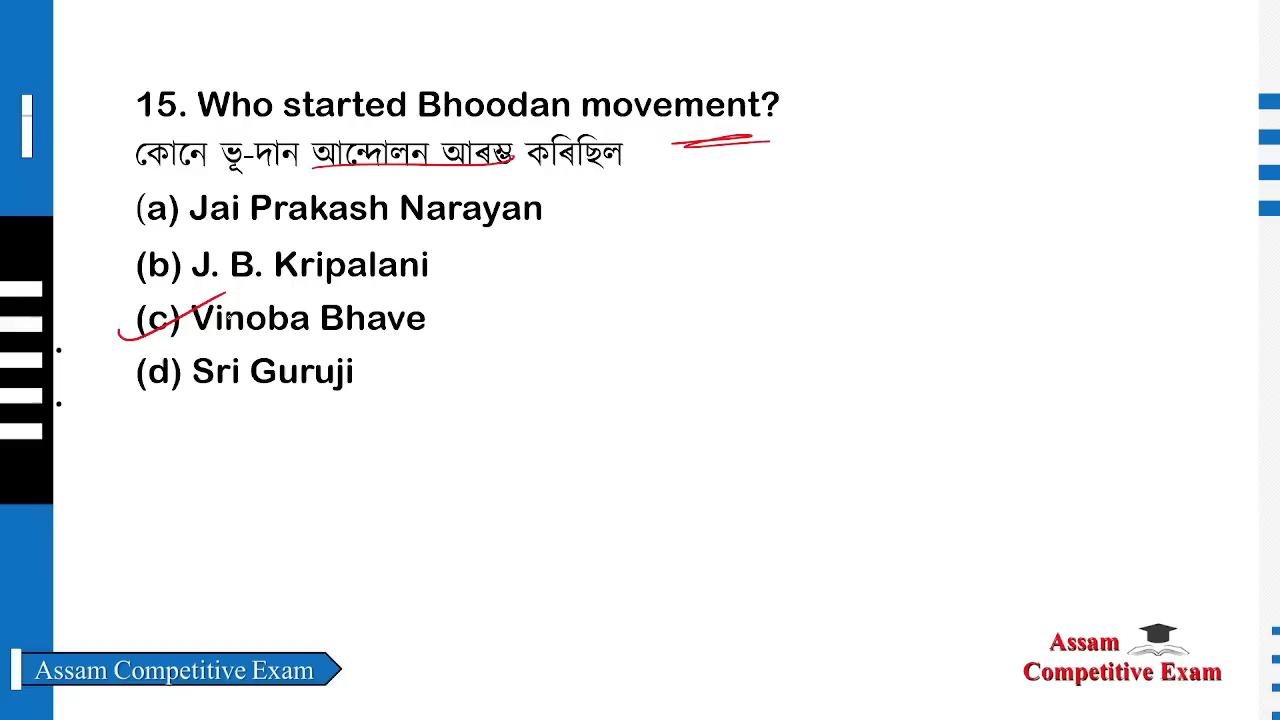 15. Who started Bhoodan movement?
কোনে ভূ-দান আন্দোলন আৰম্ভ কৰিছিল
(a) Jai Prakash Narayan
(b) J. B. Kripalani
(c) Vinoba Bhave
(d) Sri Guruji
Assam Competitive Exam
Assam
Competitive Exam